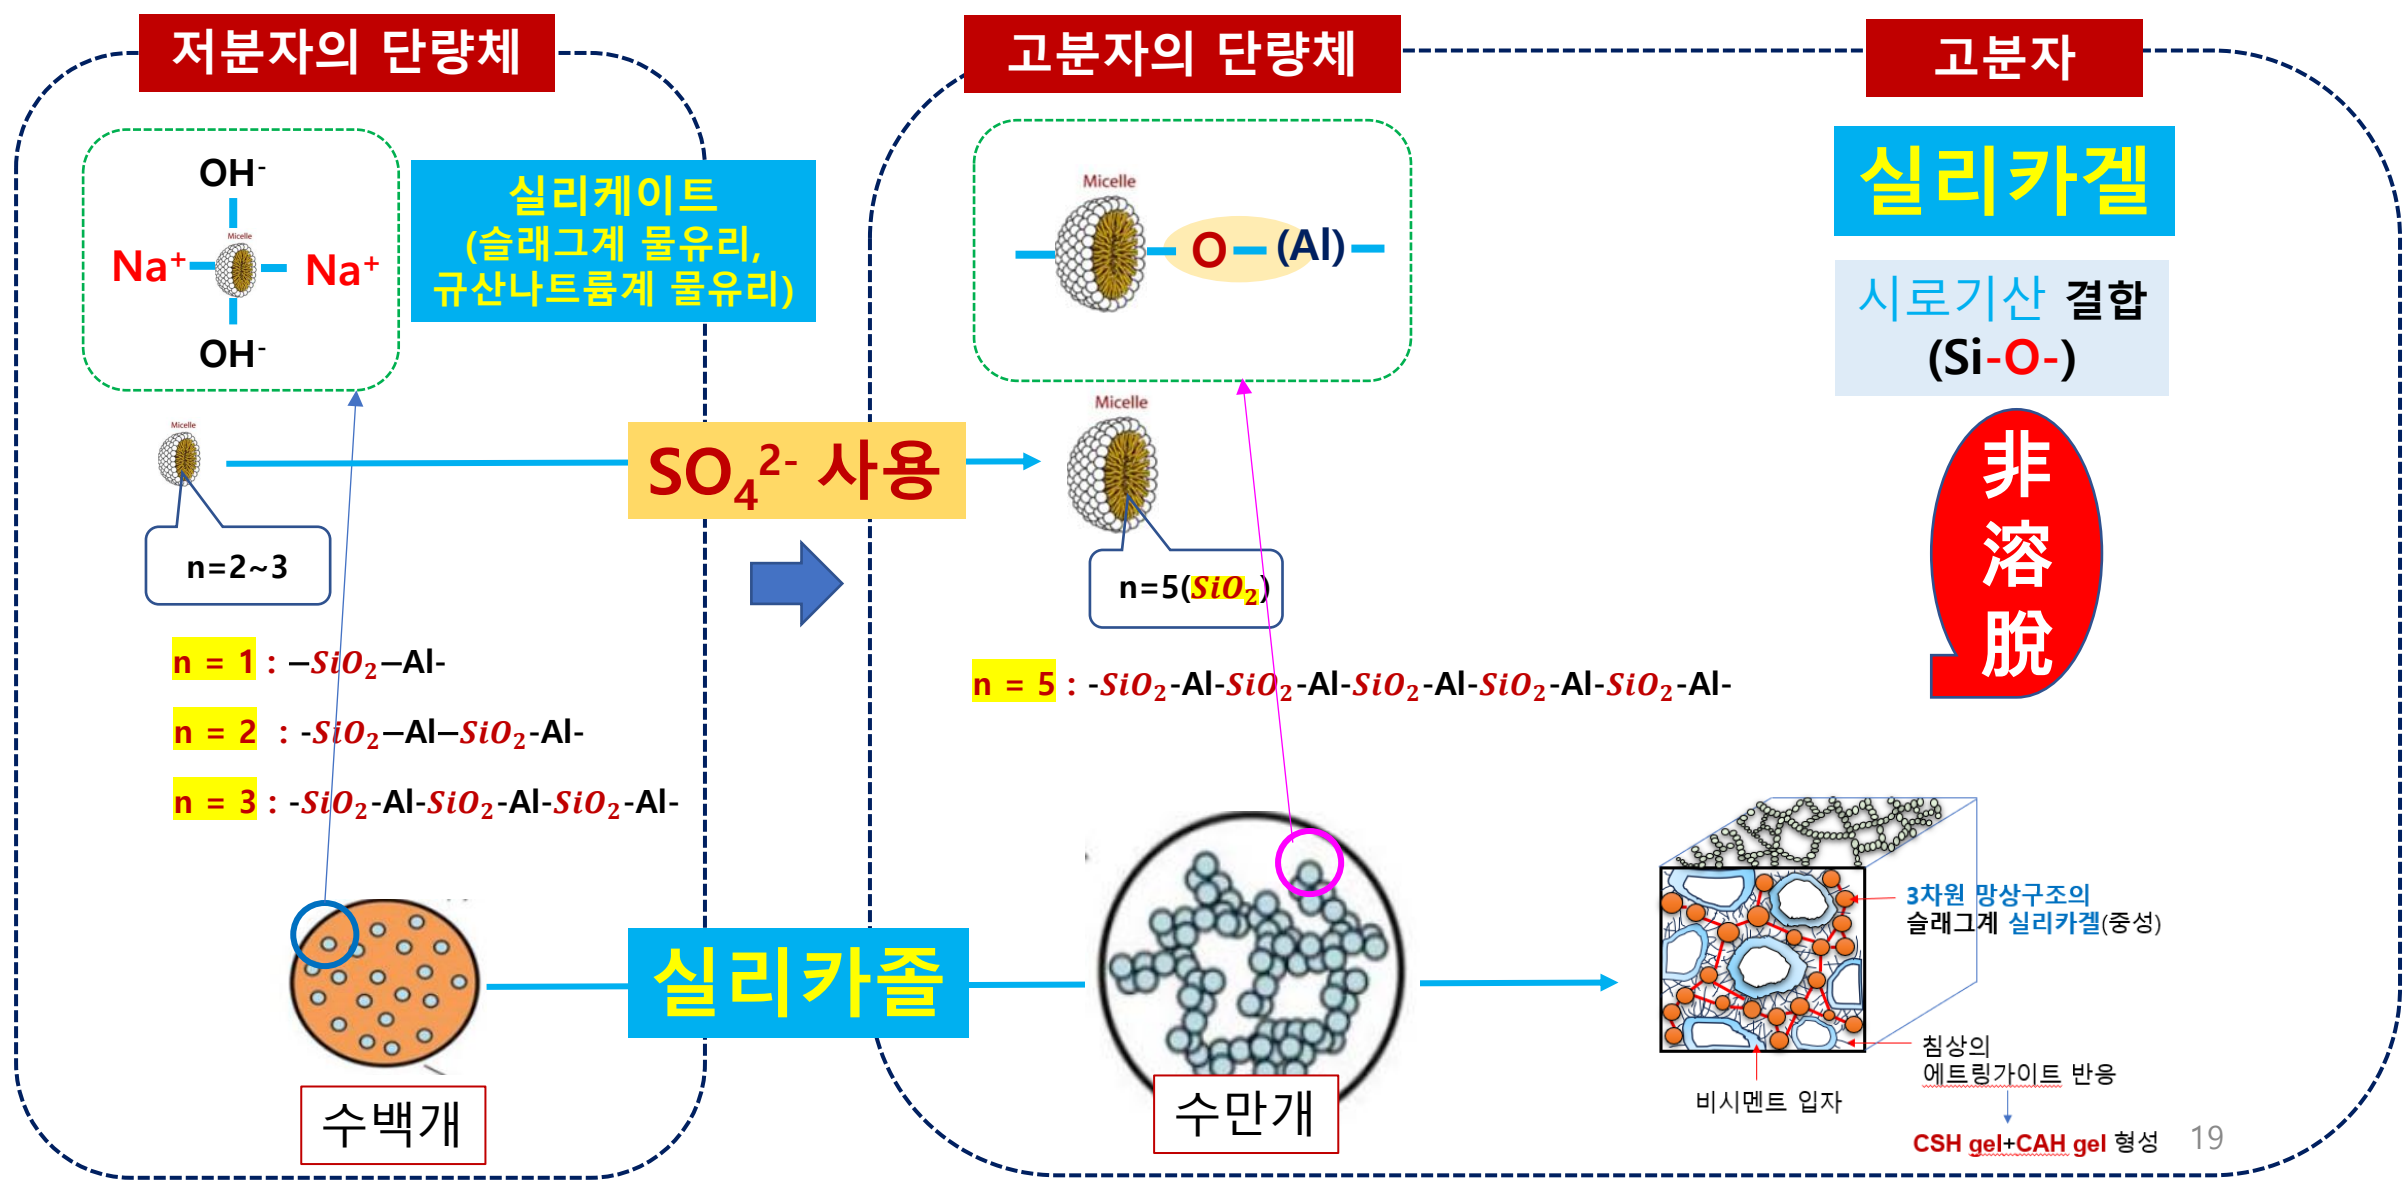 저분자의 단량체
OH-
Micelle
Na+
Na+
OH-
실리케이트
(슬래그계 물유리,
규산나트륨계 물유리)
Micelle
n=2~3
n = 1 : –SiO2–Al-
n = 2 : -SiO2–Al–SiO2-Al-
n = 3 : -SiO2-Al-SiO2-Al-SiO2-Al-
수백개
SO4 2- 사용
실리카졸
고분자의 단량체
Micelle
O
(Al)
Micelle
n=5(SiO2)
n = 5 : -SiO2-Al-SiO2-Al-SiO2-Al-SiO2-Al-SiO2-Al-
수만개
고분자
실리카겔
시로기산 결합
(Si-O-)
非
溶
脫
3차원 망상구조의
슬래그계 실리카겔(중성)
침상의
에트링가이트 반응
비시멘트 입자
CSH gel+CAH gel 형성
19